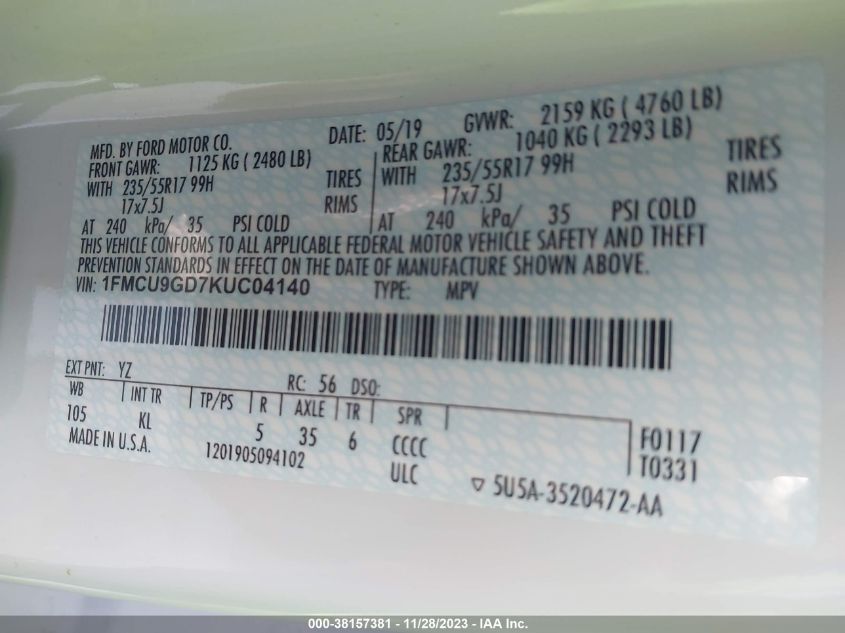 MFD. BY FORD MOTOR CO.
DATE: 05/19 GVWR: 2159 KG ( 4760 LB)
FRONT GAWR: 1125 KG ( 2480 LB) REAR GAWR: 1040 KG ( 2293 LB)
WITH 235/55R17 99H TIRES WITH 235/55R17 99H TIRES
17x7.5J RIMS 17x7.5J RIMS
AT 240 kPa/ 35 PSI COLD AT 240 kPa/ 35 PSI COLD
THIS VEHICLE CONFORMS TO ALL APPLICABLE FEDERAL MOTOR VEHICLE SAFETY AND THEFT
PREVENTION STANDARDS IN EFFECT ON THE DATE OF MANUFACTURE SHOWN ABOVE.
VIN: 1FMCU9GD7KUC04140 TYPE: MPV
EXT PNT: YZ RC: 56 DSO:
WB INT TR TP/PS R AXLE TR SPR
105 KL 5 35 6 CCCC F0117
MADE IN U.S.A. 1201905094102 ULC T0331
5U5A-3520472-AA
000-38157381 - 11/28/2023 - IAA Inc.